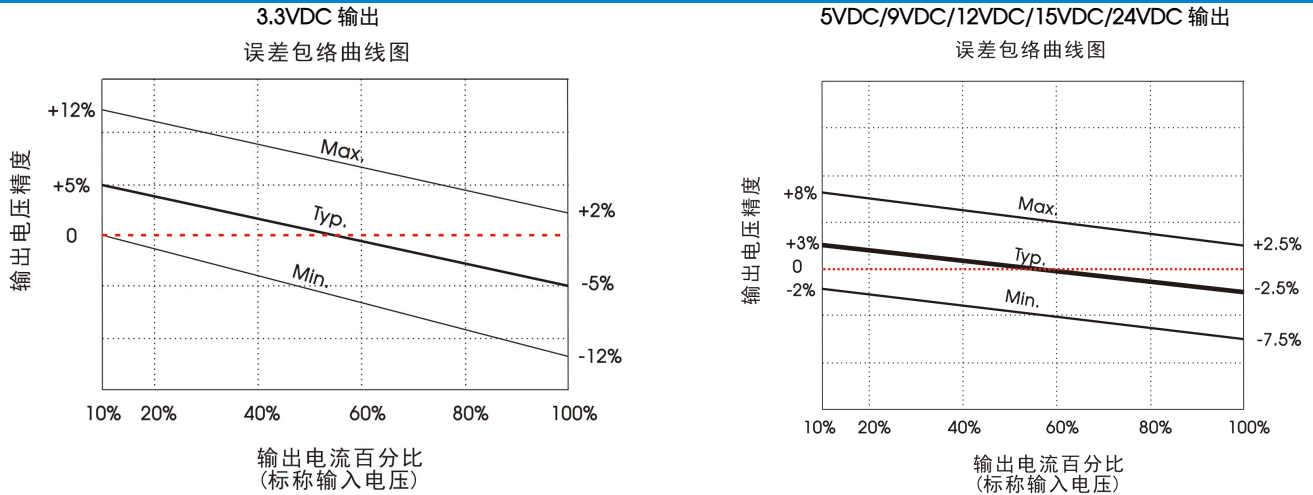 3.3VDC 输出
误差包络曲线图
+12%
+5%
0
输出电压精度
Max.
Typ.
Min.
+2%
-5%
-12%
10% 20% 40% 60% 80% 100%
输出电流百分比
(标称输入电压)
5VDC/9VDC/12VDC/15VDC/24VDC 输出
误差包络曲线图
+8%
+3%
0
-2%
输出电压精度
Max.
Typ.
Min.
+2.5%
-2.5%
-7.5%
10% 20% 40% 60% 80% 100%
输出电流百分比
(标称输入电压)